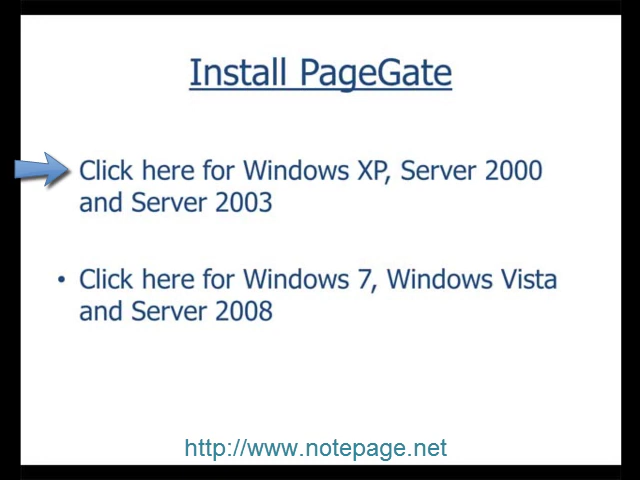 Install PageGate
Click here for Windows XP, Server 2000
and Server 2003
• Click here for Windows 7, Windows Vista
and Server 2008
http://www.notepage.net